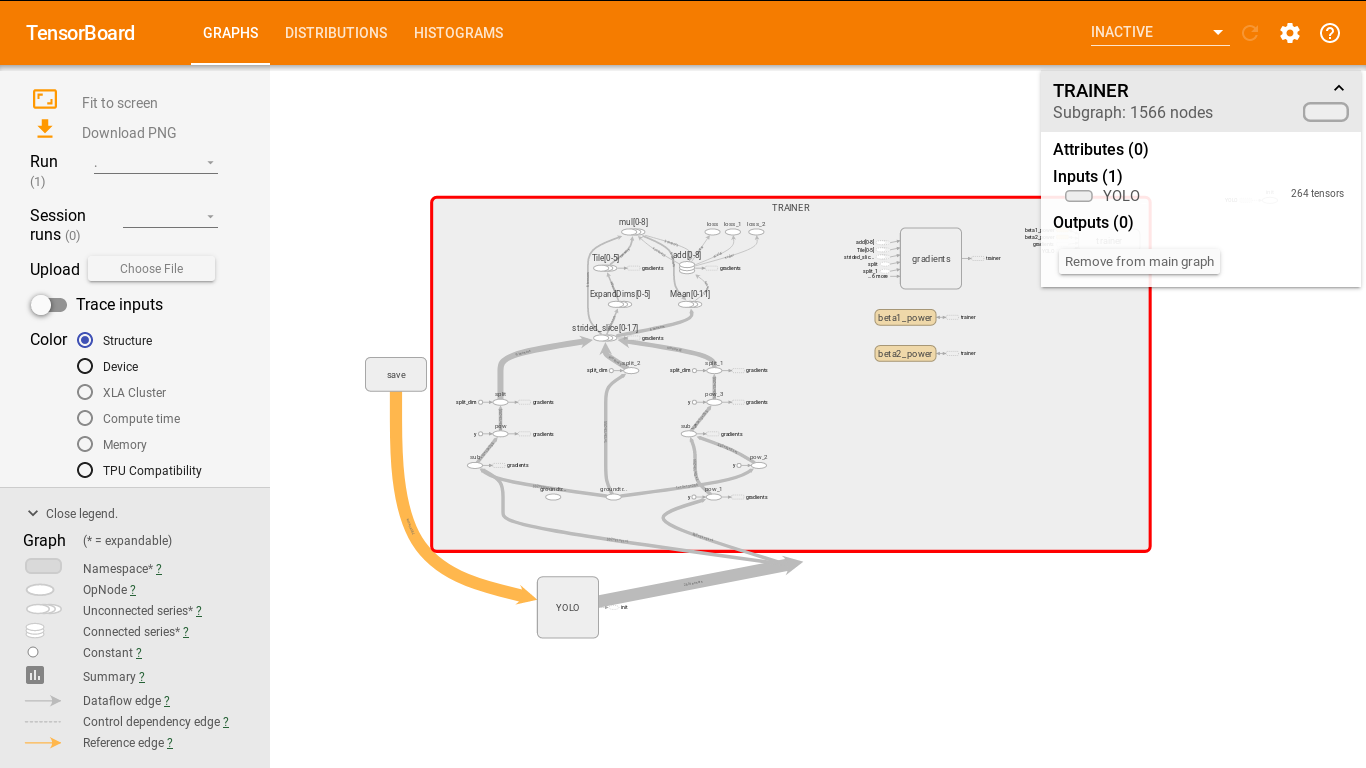 TensorBoard
GRAPHS
DISTRIBUTIONS
HISTOGRAMS
INACTIVE
Fit to screen
Download PNG
Run
(1)
.
Session
runs (0)
Upload
Choose File
Trace inputs
Color
Structure
Device
XLA Cluster
Compute time
Memory
TPU Compatibility
Close legend.
Graph
(* = expandable)
Namespace* ?
OpNode ?
Unconnected series* ?
Connected series* ?
Constant ?
Summary ?
Dataflow edge ?
Control dependency edge ?
Reference edge ?
TRAINER
Subgraph: 1566 nodes
Attributes (0)
Inputs (1)
YOLO
264 tensors
Outputs (0)
Remove from main graph
TRAINER
mul[0-8]
loss
loss_1
loss_2
Tile[0-5]
gradients
add[0-8]
gradients
ExpandDims[0-5]
Mean[0-11]
strided_slice[0-17]
gradients
split_2
split_dim
split_1
split_dim
gradients
split
split_dim
gradients
pow_3
y
gradients
pow
y
gradients
sub_
gradients
sub
gradients
pow_2
y
groundtr...
groundtr...
pow_1
y
gradients
add[0-8]
Tile[0-5]
strided_slic...
split
split_1
...6 more
gradients
trainer
beta1_power
trainer
beta2_power
trainer
save
YOLO
init